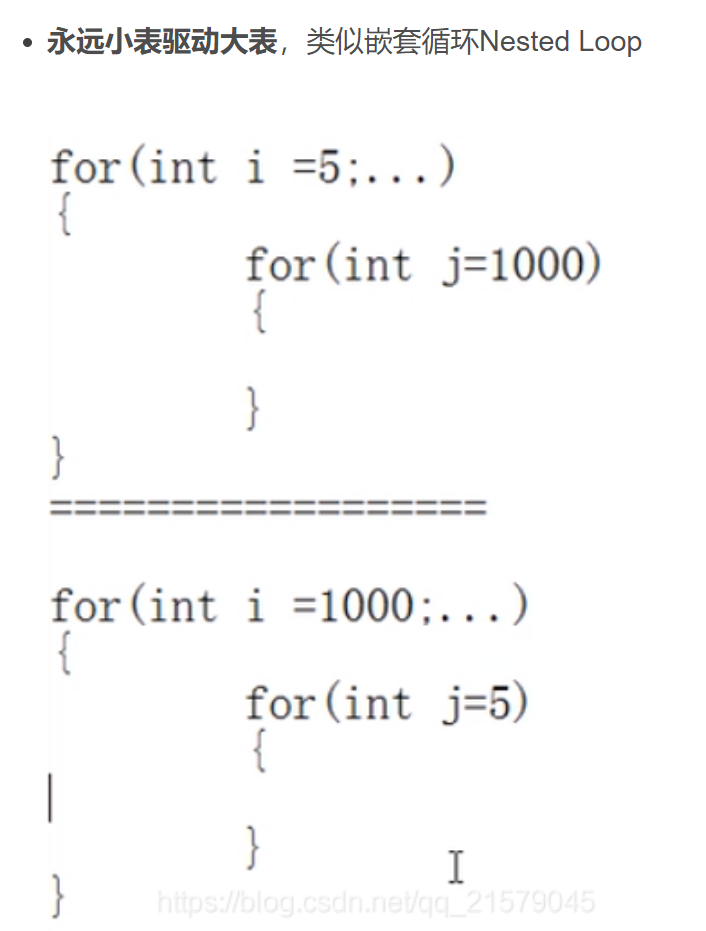 永远小表驱动大表，类似嵌套循环Nested Loop
for(int i =5;...)
{
for(int j=1000)
{
}
}
==================
for(int i =1000;...)
{
for(int j=5)
{
}
}
https://blog.csdn.net/qq_21579045